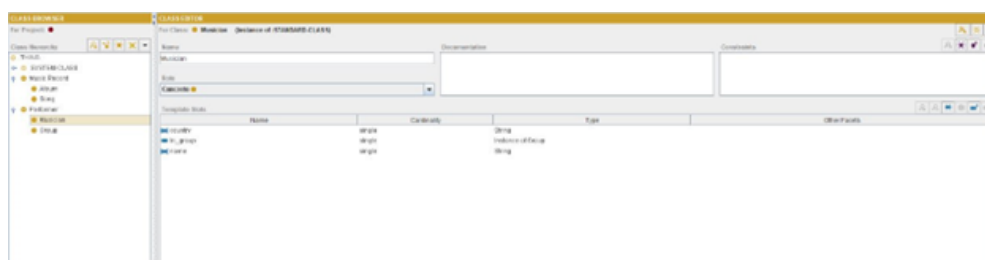 CLASS BROWSER
For Project:
Class Hierarchy
:THING
:SYSTEM-CLASS
Music Record
Album
Song
Performer
Musician
Group
CLASS EDITOR
For Class: Musician (instance of :STANDARD-CLASS)
Name
Documentation
Constraints
Musician
Role
Concrete
Template Slots
Name Cardinality Type Other Facets
country single String
in_group single Instance of Group
name single String